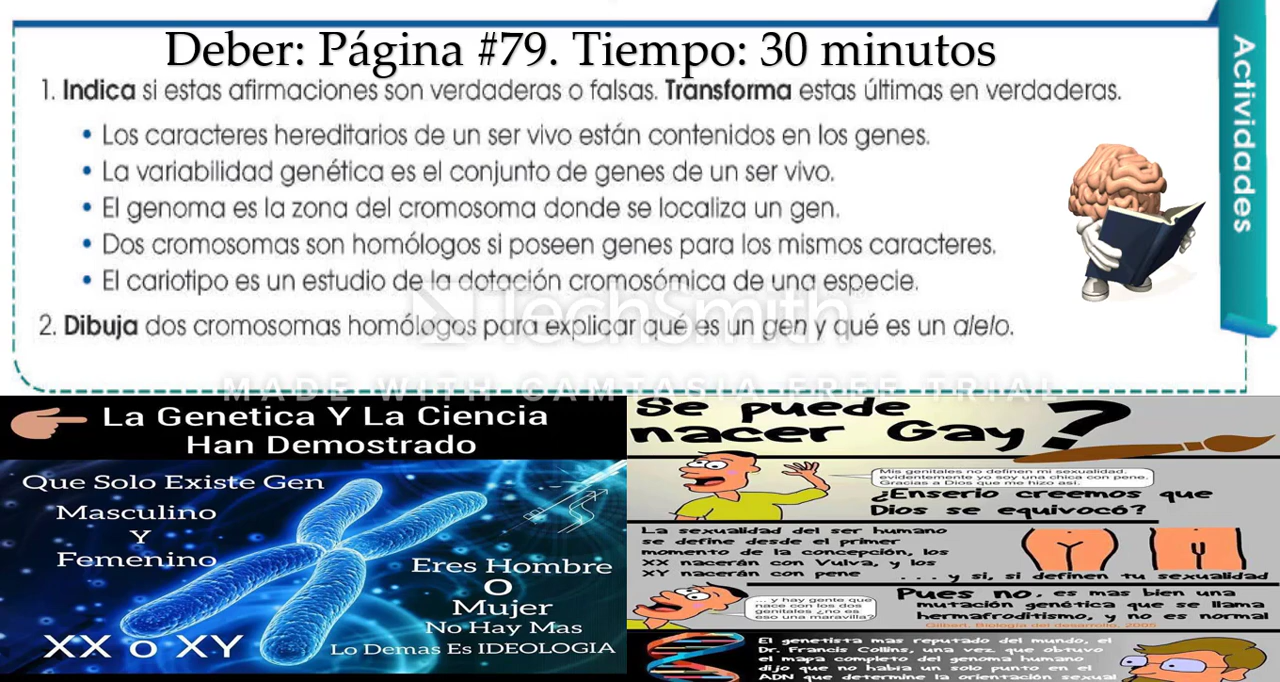 Deber: Página #79. Tiempo: 30 minutos
Actividades
1. Indica si estas afirmaciones son verdaderas o falsas. Transforma estas últimas en verdaderas.
• Los caracteres hereditarios de un ser vivo están contenidos en los genes.
• La variabilidad genética es el conjunto de genes de un ser vivo.
• El genoma es la zona del cromosoma donde se localiza un gen.
• Dos cromosomas son homólogos si poseen genes para los mismos caracteres.
• El cariotipo es un estudio de la dotación cromosómica de una especie.
2. Dibuja dos cromosomas homólogos para explicar qué es un gen y qué es un alelo.
TechSmith
MADE WITH CAMTASIA FREE TRIAL
La Genetica Y La Ciencia
Han Demostrado
Que Solo Existe Gen
Masculino
Y
Femenino
Eres Hombre
O
Mujer
No Hay Mas
Lo Demas Es IDEOLOGIA
XX o XY
Se puede
nacer Gay?
Mis genitales no definen mi sexualidad.
evidentemente yo soy una chica con pene.
Gracias a Dios que me hizo asi.
¿Enserio creemos que
Dios se equivocó?
La sexualidad del ser humano
se define desde el primer
momento de la concepción, los
XX nacerán con Vulva, y los
XY nacerán con pene
. . . y si, si definen tu sexualidad
... y hay gente que
nace con los dos
genitales ¿no es
eso una maravilla?
Pues no, es mas bien una
mutación genética que se llama
hemafroditismo, y no es normal
Gilbert, Biología del desarrollo, 2005
El genetista mas reputado del mundo, el
Dr. Francis Collins, una vez que obtuvo
el mapa completo del genoma humano
dijo que no había un solo punto en el
ADN que determine la orientación sexual